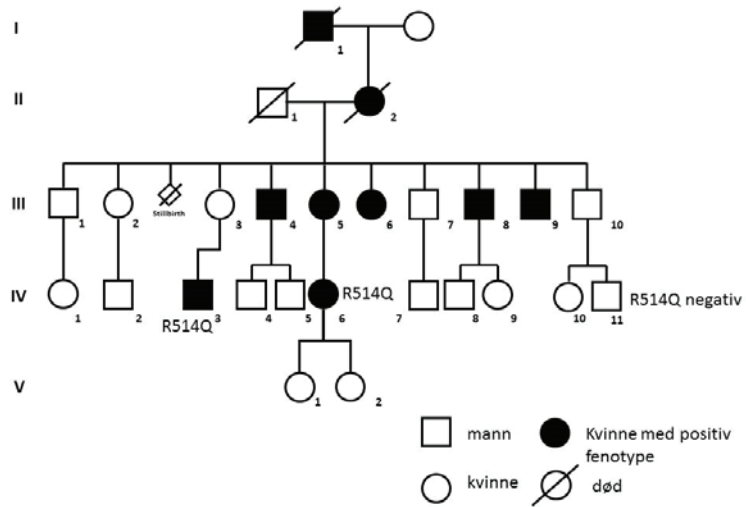 I
1
II
1
2
III
1
2
Stillbirth
3
4
5
6
7
8
9
10
IV
1
2
3
4
5
6
R514Q
7
8
9
10
11
R514Q negativ
R514Q
V
1
2
mann
Kvinne med positiv
fenotype
kvinne
død